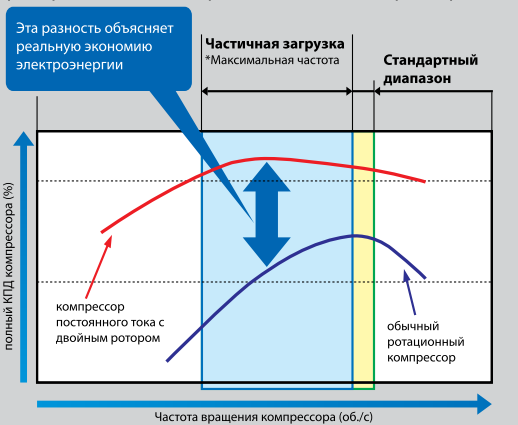 Эта разность объясняет
реальную экономию
электроэнергии
Частичная загрузка
*Максимальная частота
Стандартный
диапазон
полный КПД компрессора (%)
компрессор
постоянного тока с
двойным ротором
обычный
ротационный
компрессор
Частота вращения компрессора (об./с)